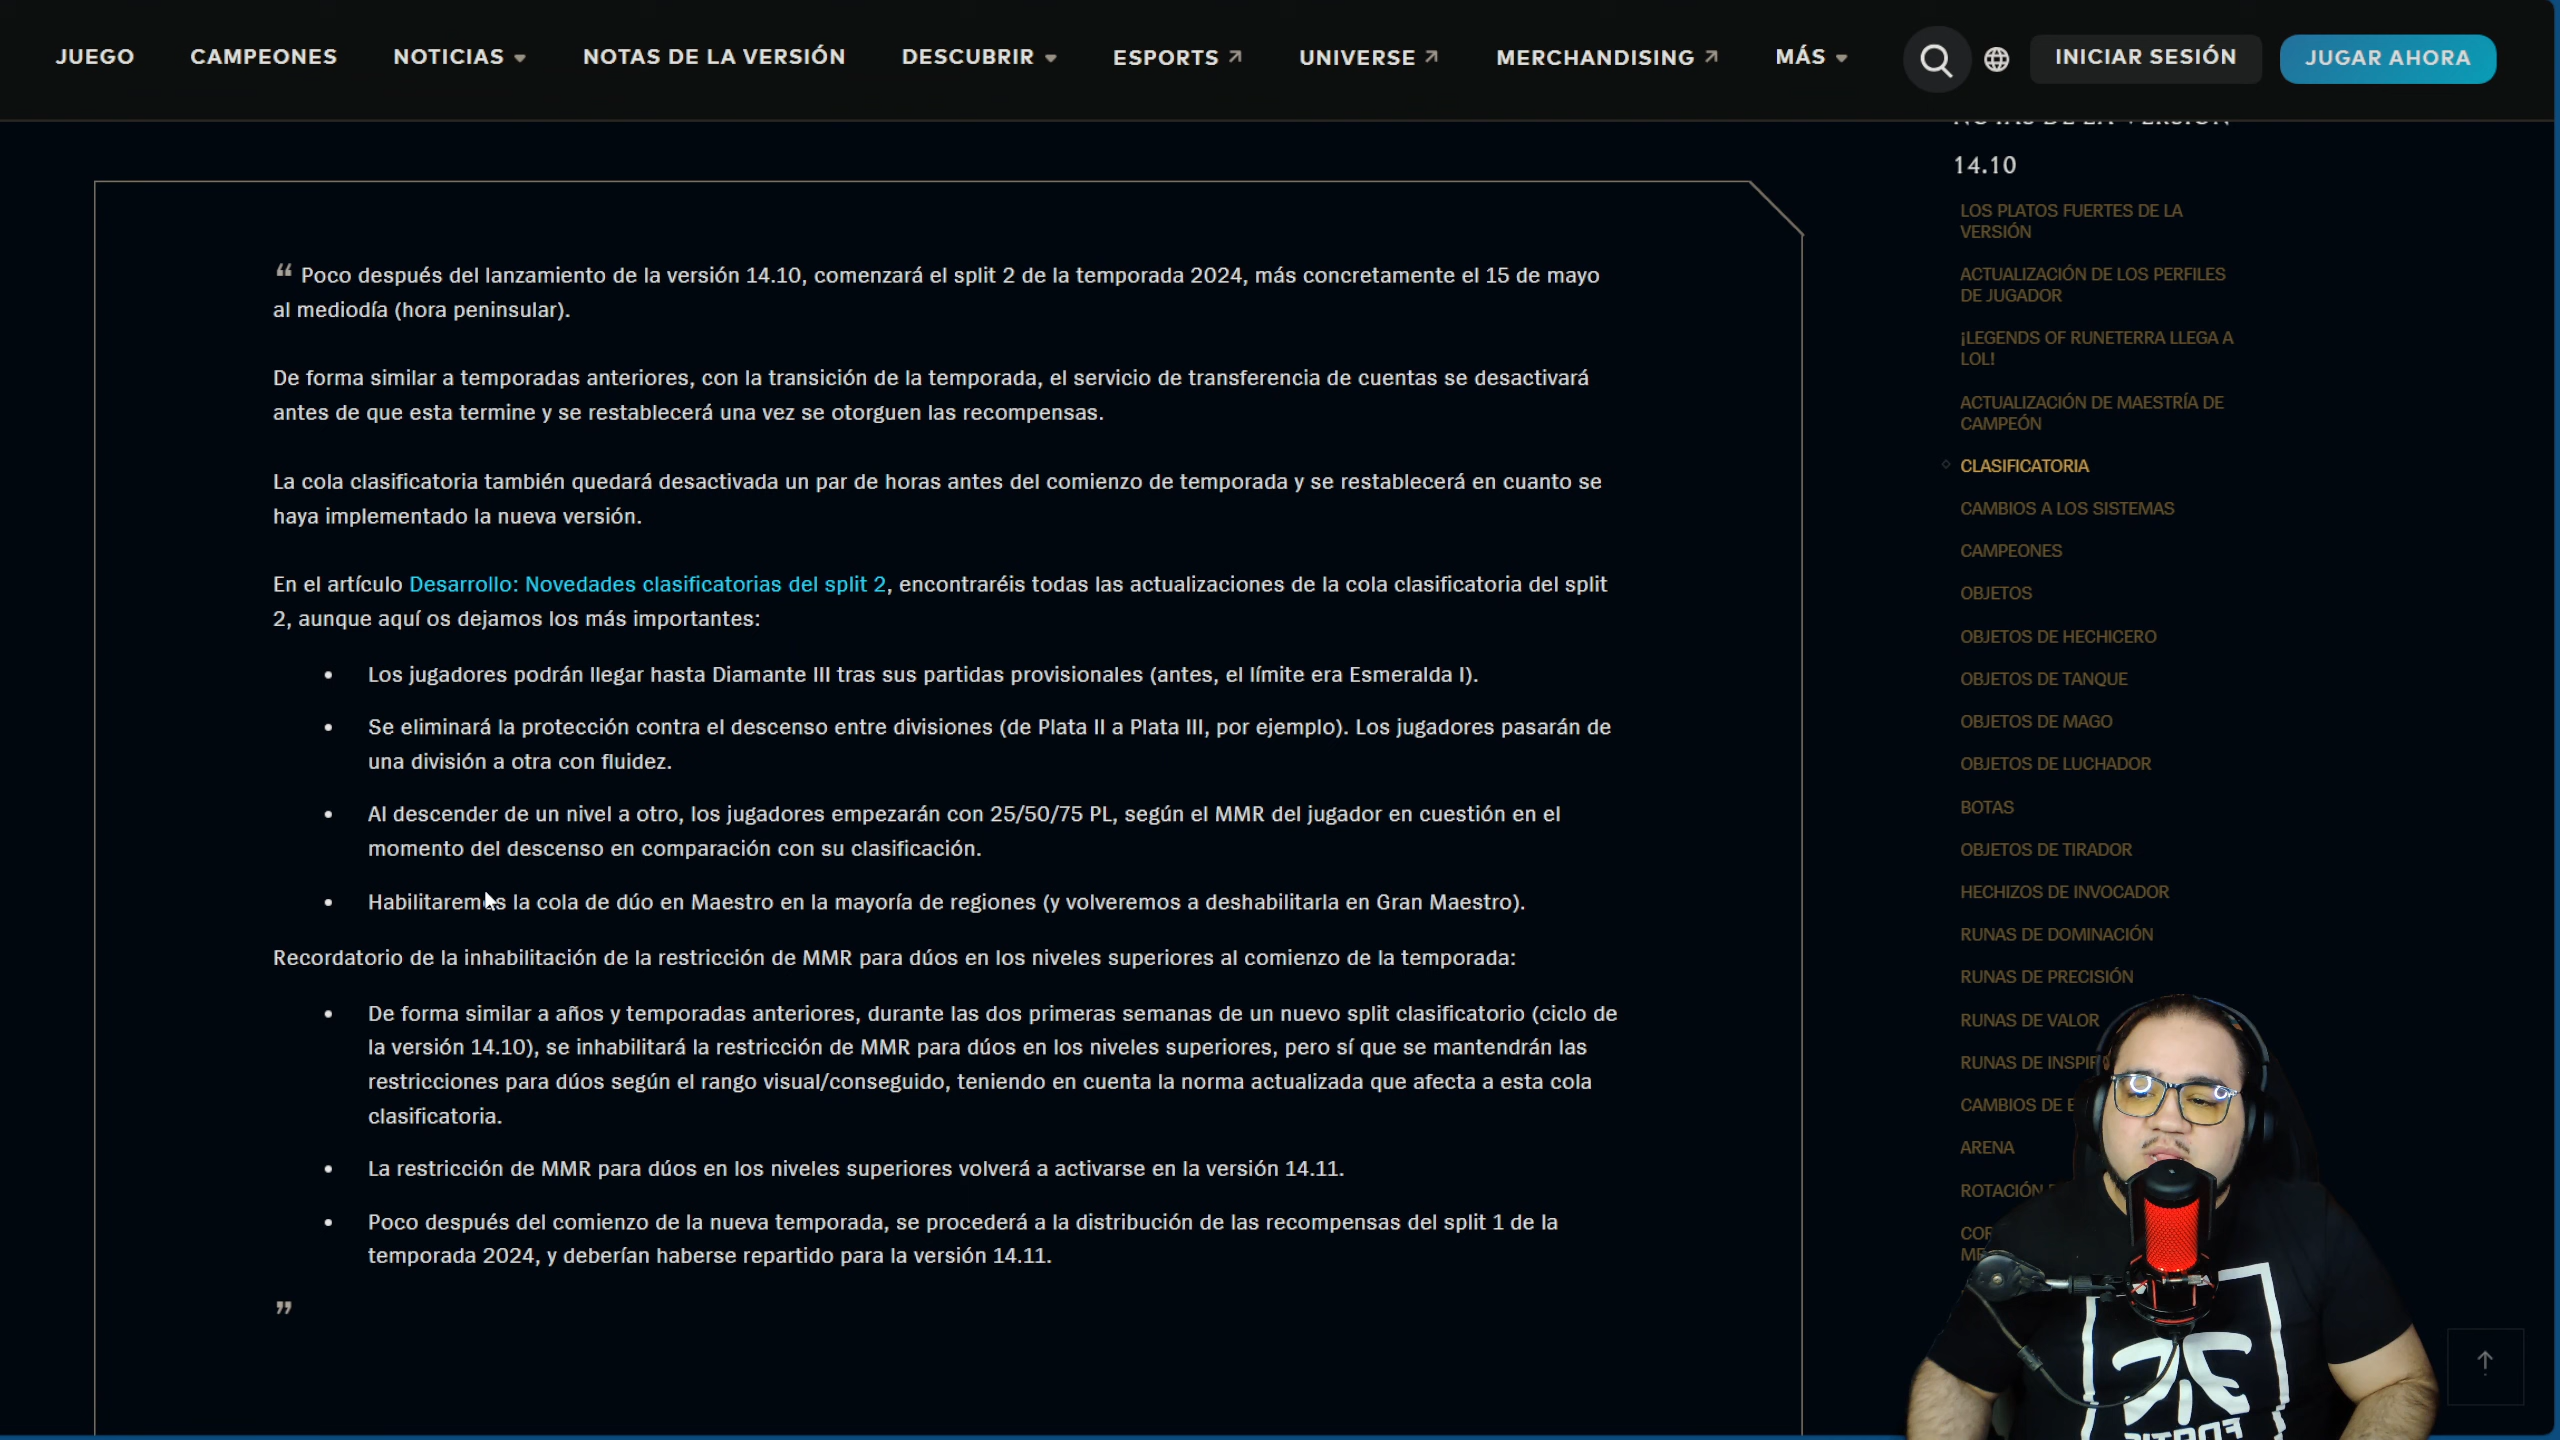 JUEGO CAMPEONES NOTICIAS NOTAS DE LA VERSIÓN DESCUBRIR ESPORTS UNIVERSE MERCHANDISING MÁS INICIAR SESIÓN JUGAR AHORA
“ Poco después del lanzamiento de la versión 14.10, comenzará el split 2 de la temporada 2024, más concretamente el 15 de mayo
al mediodía (hora peninsular).
De forma similar a temporadas anteriores, con la transición de la temporada, el servicio de transferencia de cuentas se desactivará
antes de que esta termine y se restablecerá una vez se otorguen las recompensas.
La cola clasificatoria también quedará desactivada un par de horas antes del comienzo de temporada y se restablecerá en cuanto se
haya implementado la nueva versión.
En el artículo Desarrollo: Novedades clasificatorias del split 2, encontraréis todas las actualizaciones de la cola clasificatoria del split
2, aunque aquí os dejamos los más importantes:
• Los jugadores podrán llegar hasta Diamante III tras sus partidas provisionales (antes, el límite era Esmeralda I).
• Se eliminará la protección contra el descenso entre divisiones (de Plata II a Plata III, por ejemplo). Los jugadores pasarán de
una división a otra con fluidez.
• Al descender de un nivel a otro, los jugadores empezarán con 25/50/75 PL, según el MMR del jugador en cuestión en el
momento del descenso en comparación con su clasificación.
• Habilitaremos la cola de dúo en Maestro en la mayoría de regiones (y volveremos a deshabilitarla en Gran Maestro).
Recordatorio de la inhabilitación de la restricción de MMR para dúos en los niveles superiores al comienzo de la temporada:
• De forma similar a años y temporadas anteriores, durante las dos primeras semanas de un nuevo split clasificatorio (ciclo de
la versión 14.10), se inhabilitará la restricción de MMR para dúos en los niveles superiores, pero sí que se mantendrán las
restricciones para dúos según el rango visual/conseguido, teniendo en cuenta la norma actualizada que afecta a esta cola
clasificatoria.
• La restricción de MMR para dúos en los niveles superiores volverá a activarse en la versión 14.11.
• Poco después del comienzo de la nueva temporada, se procederá a la distribución de las recompensas del split 1 de la
temporada 2024, y deberían haberse repartido para la versión 14.11.
”
NOTAS DE LA VERSIÓN
14.10
LOS PLATOS FUERTES DE LA
VERSIÓN
ACTUALIZACIÓN DE LOS PERFILES
DE JUGADOR
¡LEGENDS OF RUNETERRA LLEGA A
LOL!
ACTUALIZACIÓN DE MAESTRÍA DE
CAMPEÓN
CLASIFICATORIA
CAMBIOS A LOS SISTEMAS
CAMPEONES
OBJETOS
OBJETOS DE HECHICERO
OBJETOS DE TANQUE
OBJETOS DE MAGO
OBJETOS DE LUCHADOR
BOTAS
OBJETOS DE TIRADOR
HECHIZOS DE INVOCADOR
RUNAS DE DOMINACIÓN
RUNAS DE PRECISIÓN
RUNAS DE VALOR
RUNAS DE
CAMBIOS DE
ARENA
ROTACIÓN